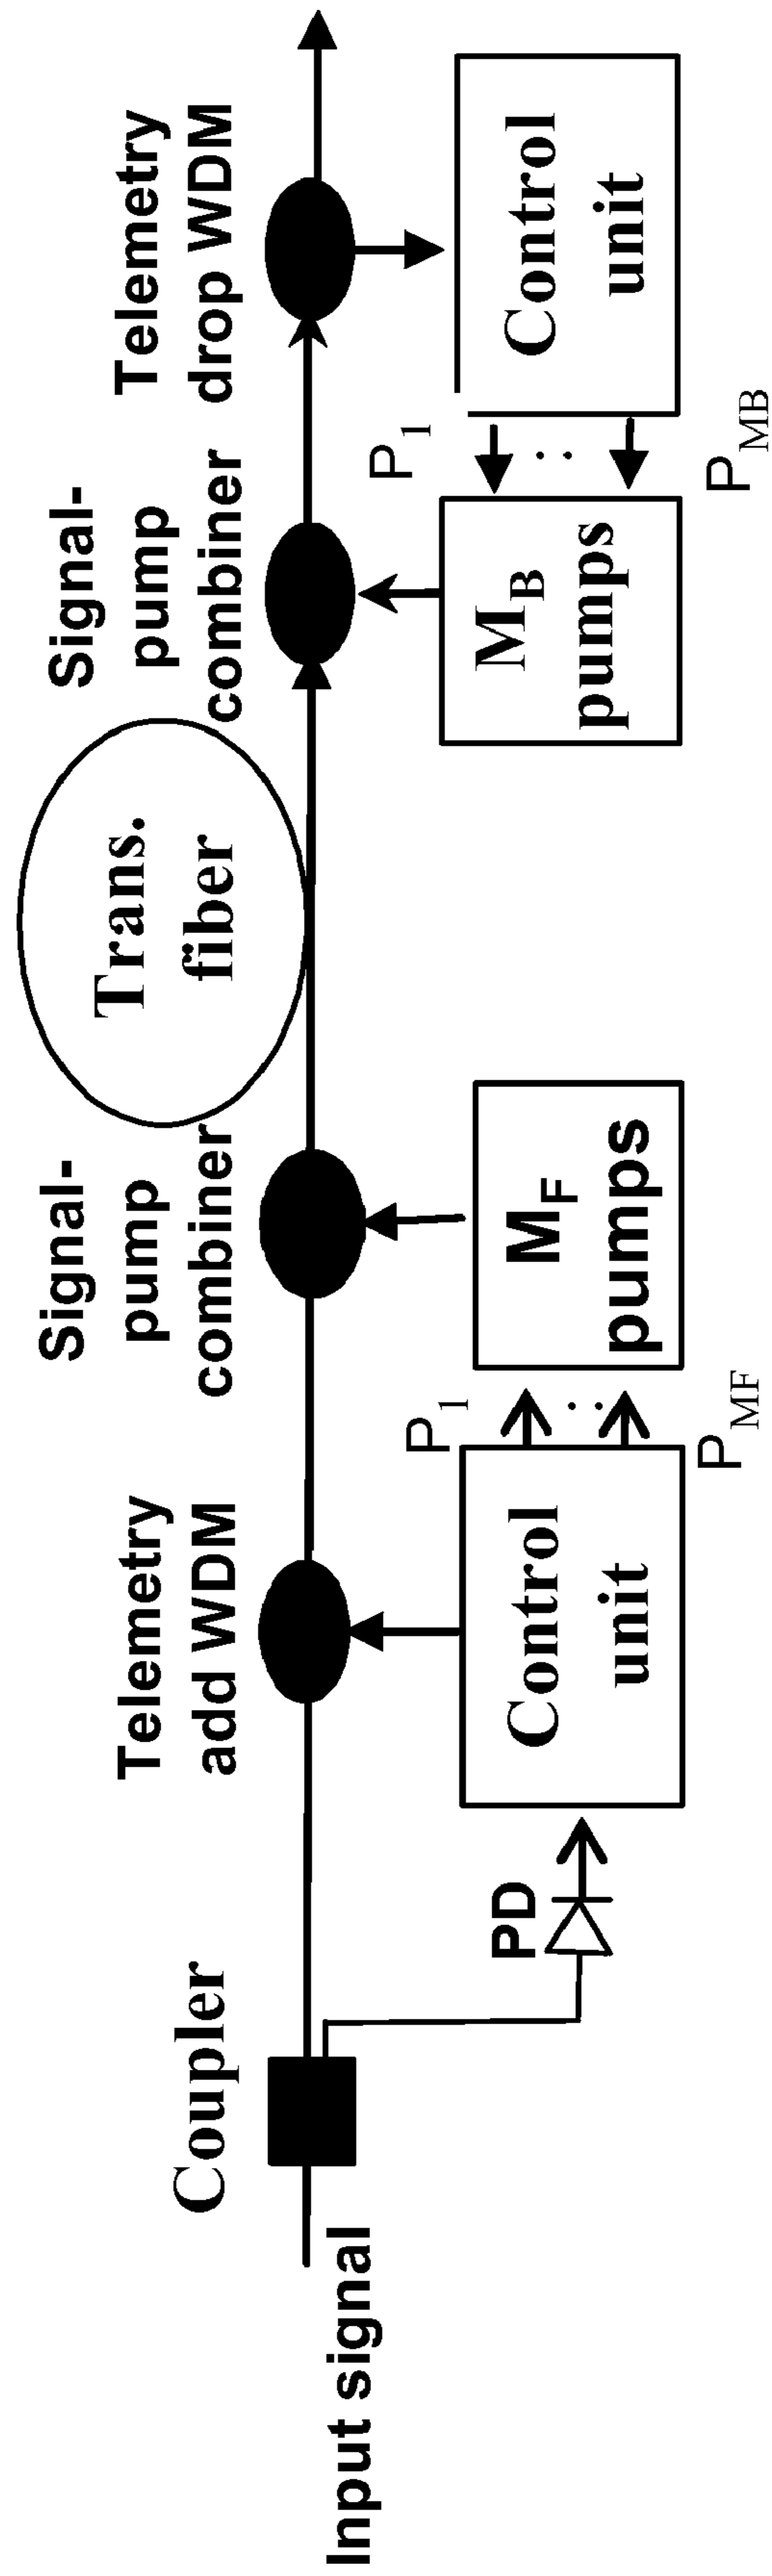 Input signal
Coupler
PD
Telemetry
add WDM
Control
unit
P1
PMF
Signal-
pump
combiner
MF
pumps
Trans.
fiber
Signal-
pump
combiner
MB
pumps
P1
PMB
Telemetry
drop WDM
Control
unit